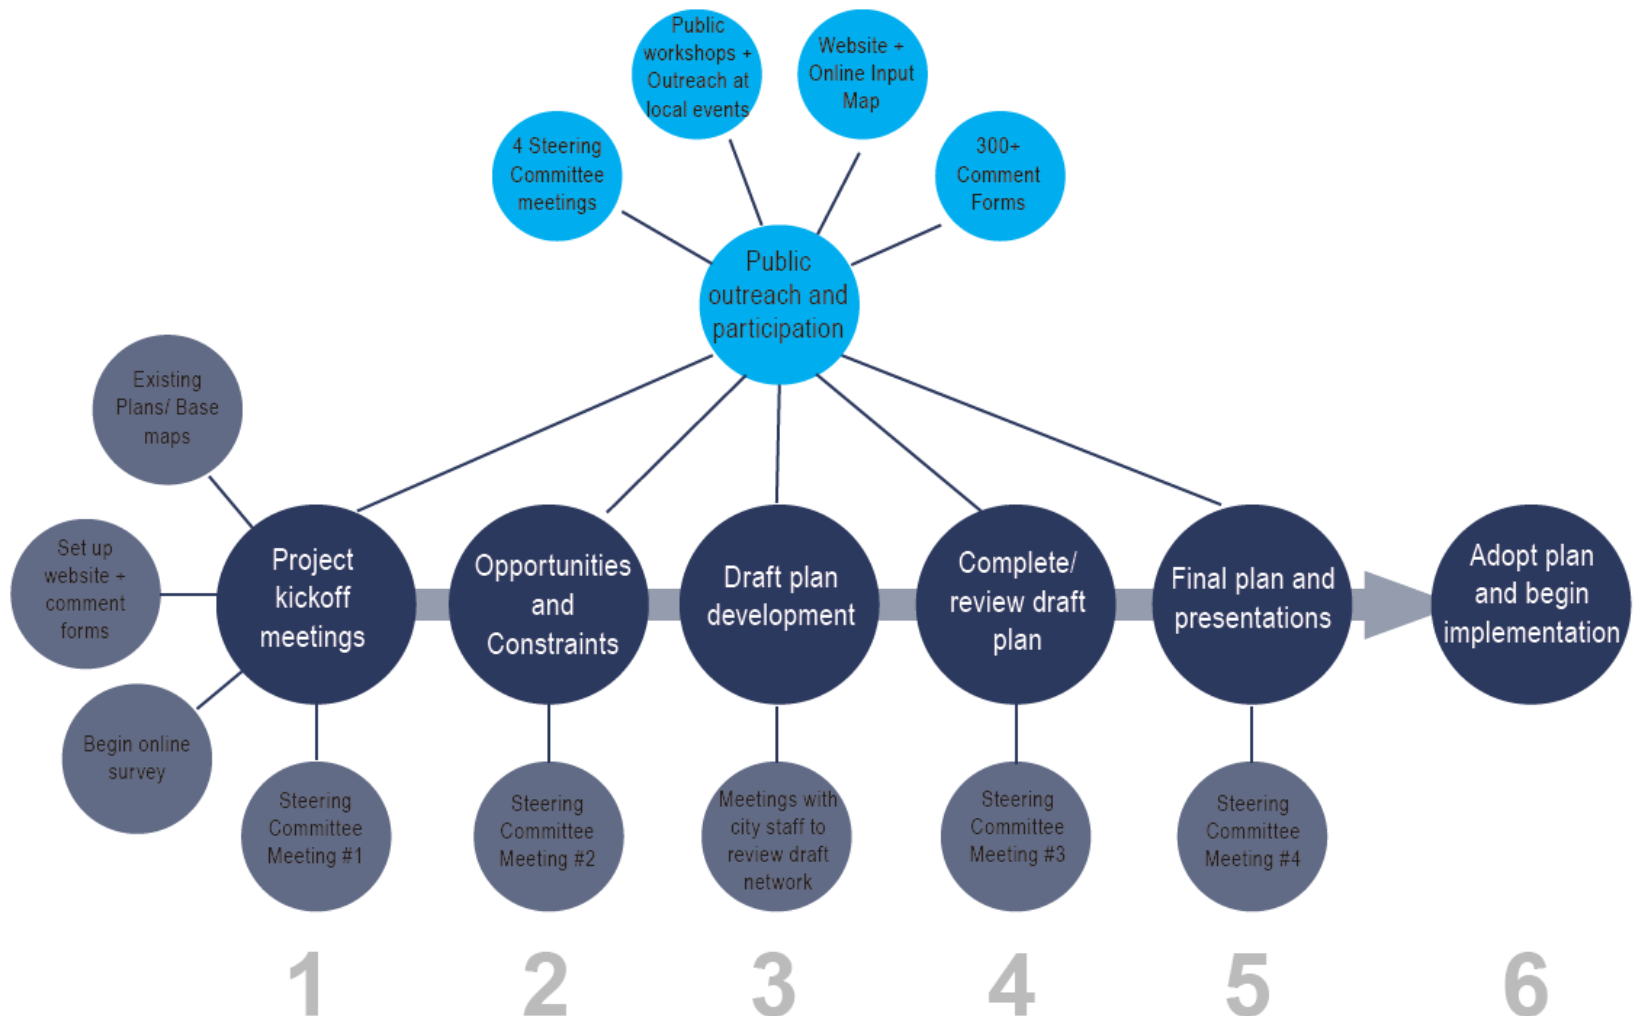 Public
workshops +
Outreach at
local events
Website +
Online Input
Map
4 Steering
Committee
meetings
300+
Comment
Forms
Public
outreach and
participation
Existing
Plans/ Base
maps
Set up
website +
comment
forms
Begin online
survey
Project
kickoff
meetings
Opportunities
and
Constraints
Draft plan
development
Complete/
review draft
plan
Final plan and
presentations
Adopt plan
and begin
implementation
Steering
Committee
Meeting #1
Steering
Committee
Meeting #2
Meetings with
city staff to
review draft
network
Steering
Committee
Meeting #3
Steering
Committee
Meeting #4
1
2
3
4
5
6